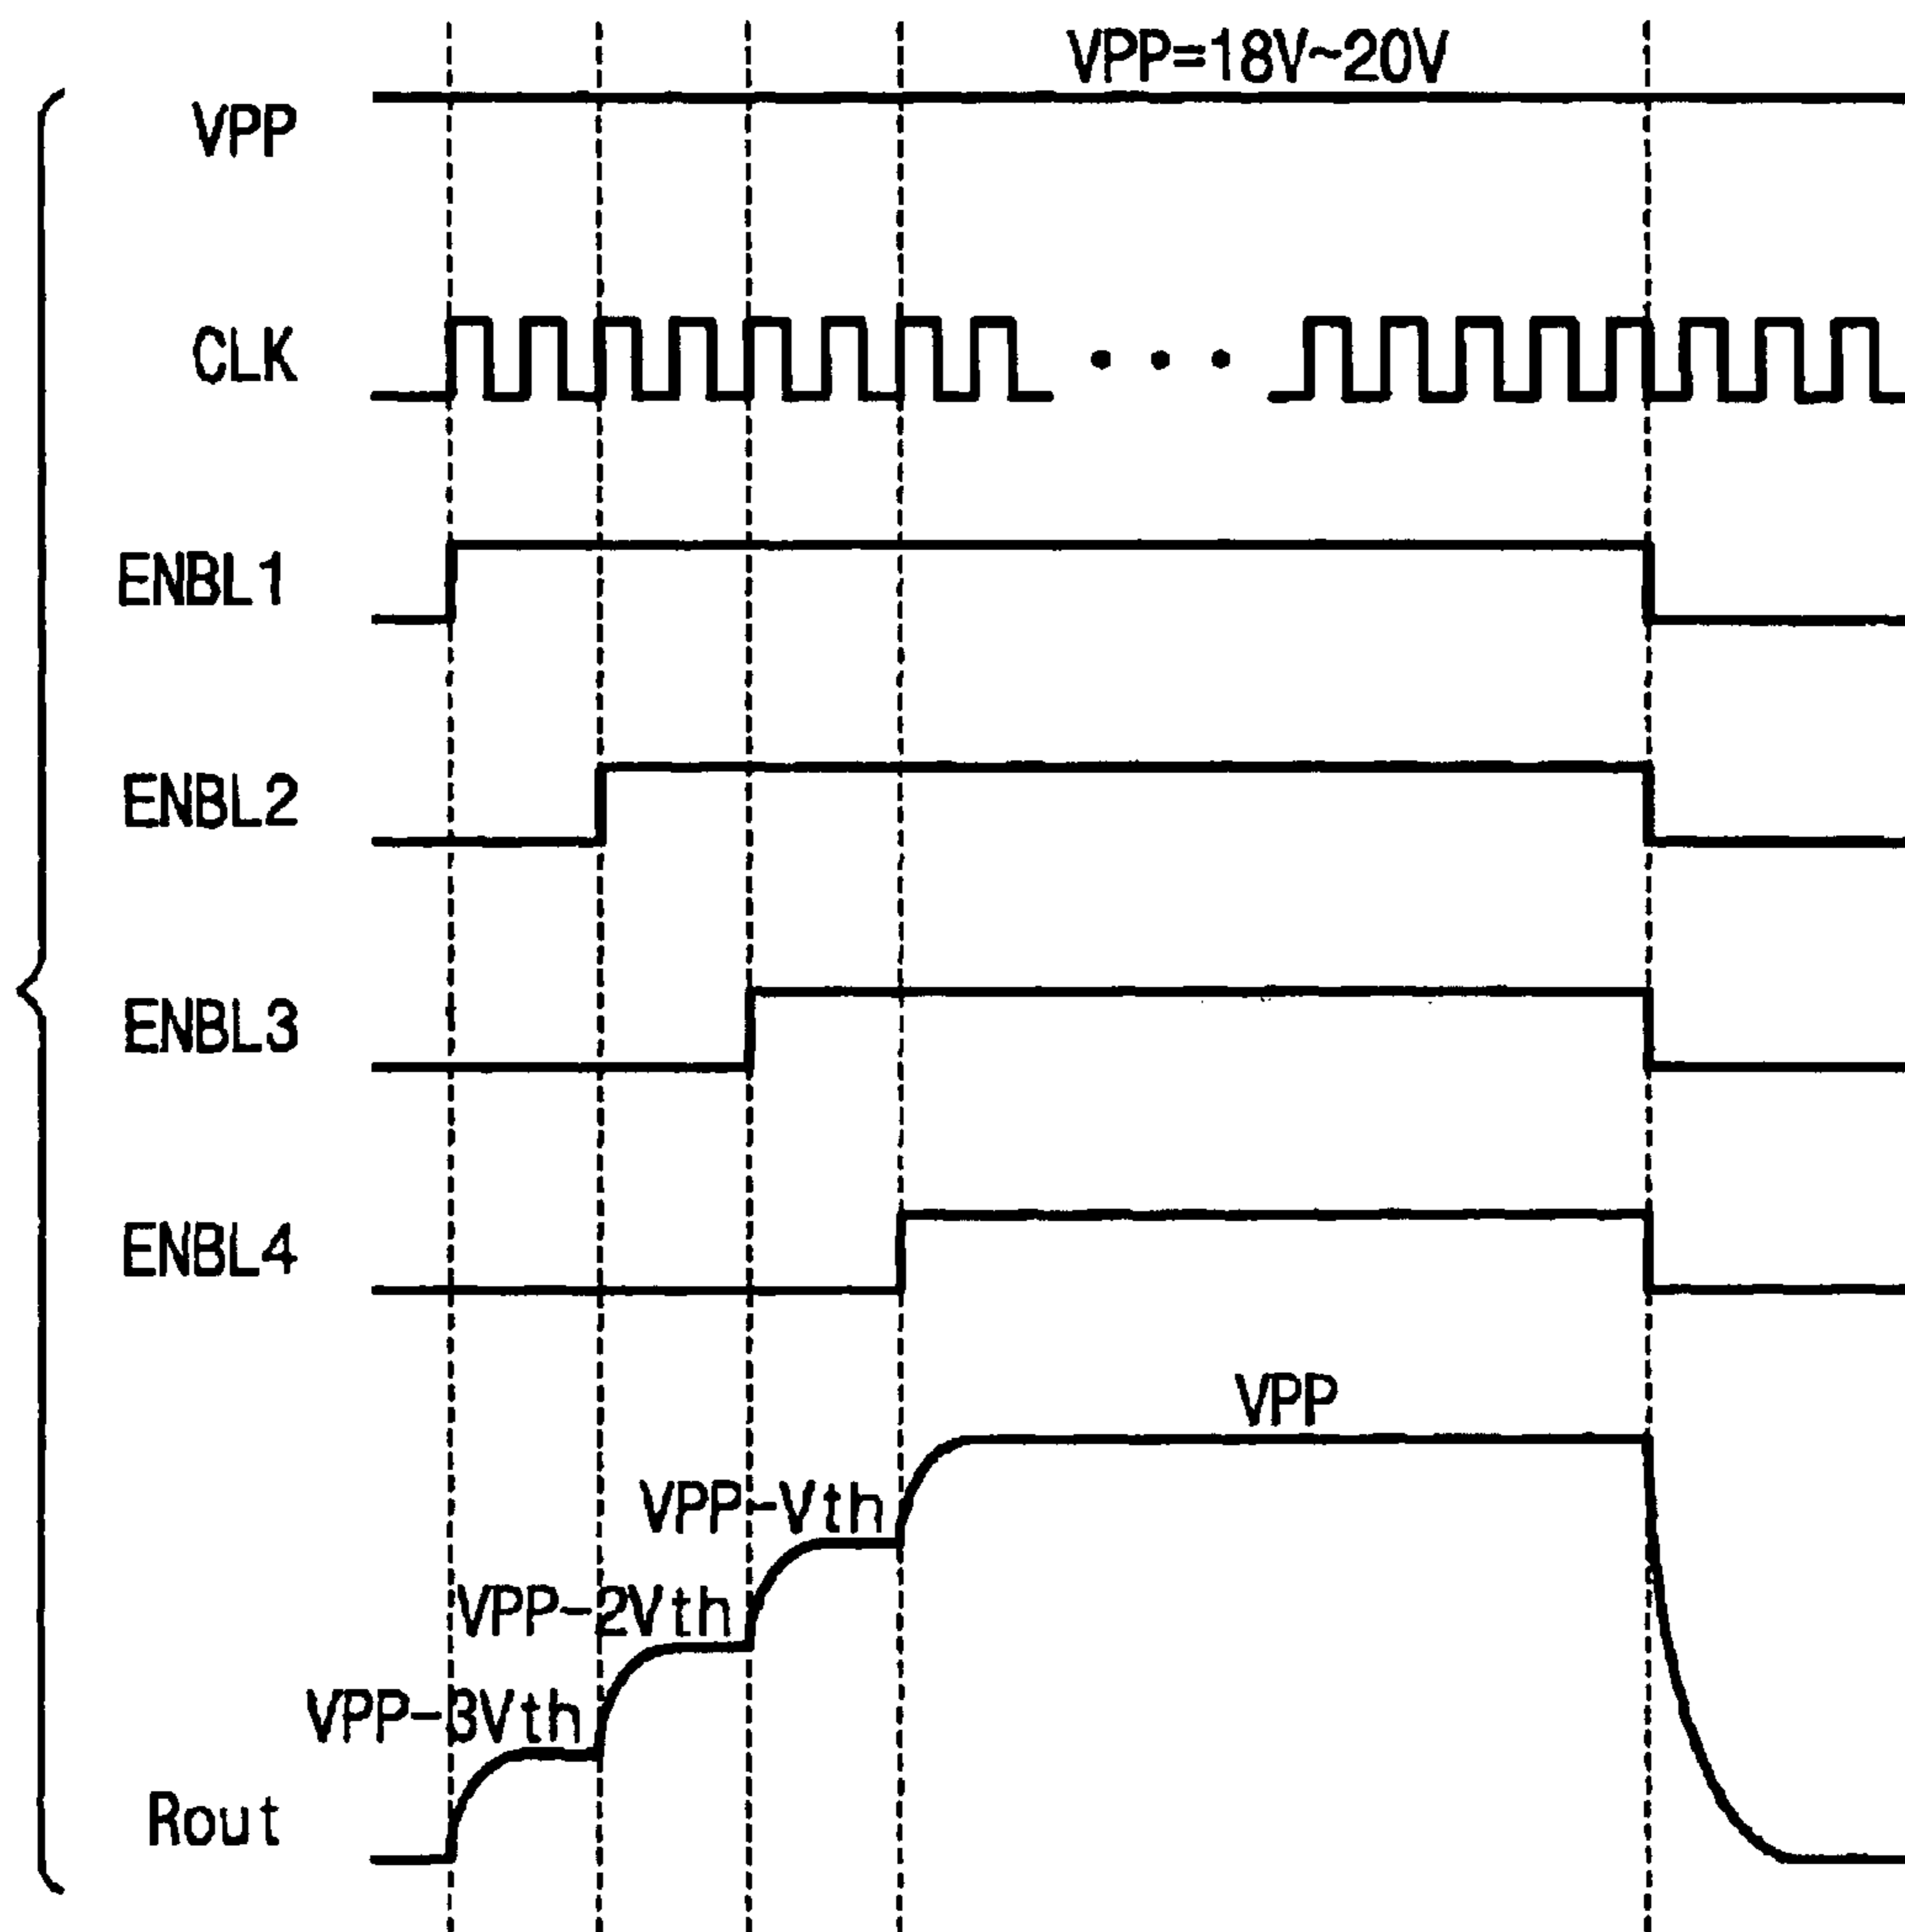 VPP=18V~20V
VPP
CLK
ENBL1
ENBL2
ENBL3
ENBL4
VPP
VPP-Vth
VPP-2Vth
VPP-3Vth
Rout